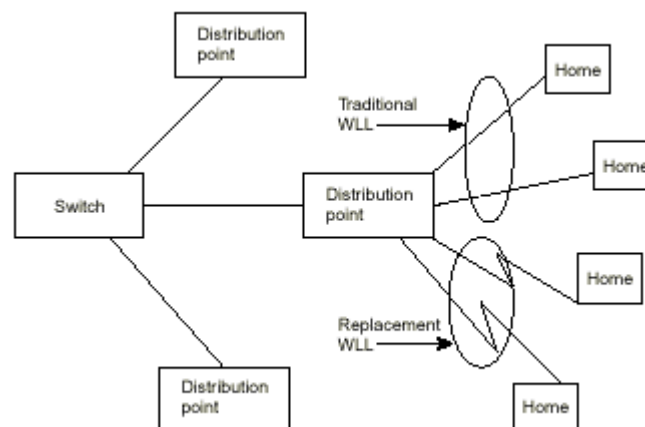 Distribution
point
Home
Traditional
WLL
Home
Switch
Distribution
point
Home
Replacement
WLL
Distribution
point
Home